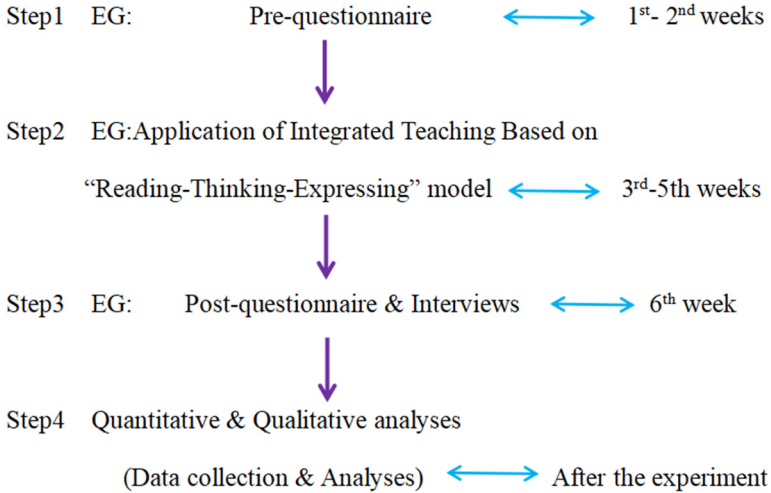 Step1 EG: Pre-questionnaire 1st- 2nd weeks
Step2 EG:Application of Integrated Teaching Based on
“Reading-Thinking-Expressing” model 3rd-5th weeks
Step3 EG: Post-questionnaire & Interviews 6th week
Step4 Quantitative & Qualitative analyses
(Data collection & Analyses) After the experiment